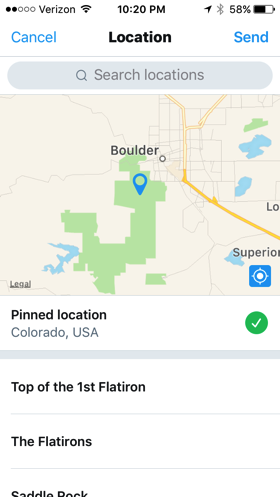 Verizon 10:20 PM 58%
Cancel Location Send
Search locations
Boulder
Lo
Superior
Legal
Pinned location
Colorado, USA
Top of the 1st Flatiron
The Flatirons
Saddle Rock